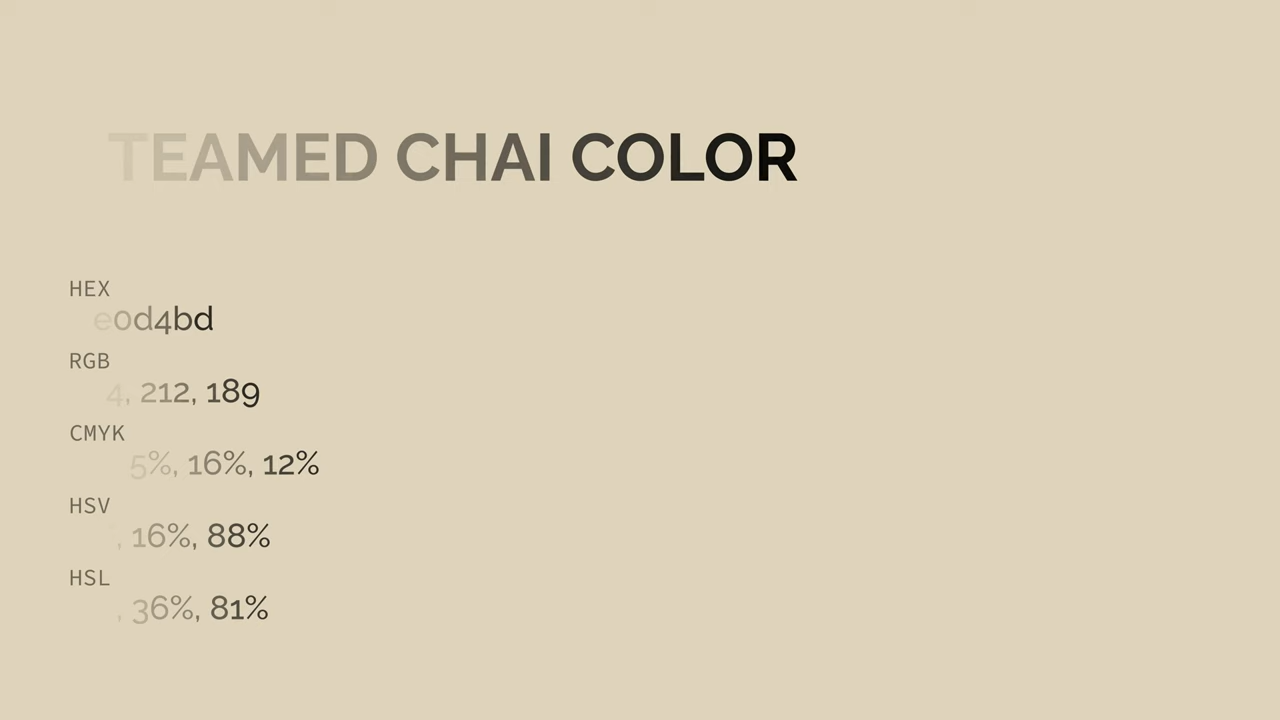 TEAMED CHAI COLOR
HEX
e0d4bd
RGB
4, 212, 189
CMYK
5%, 16%, 12%
HSV
, 16%, 88%
HSL
, 36%, 81%